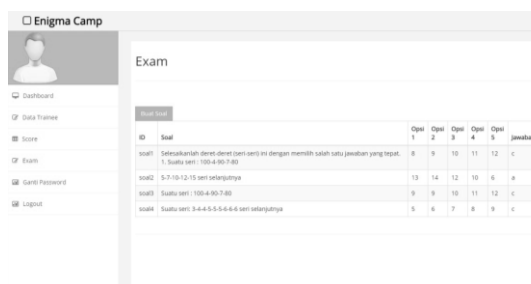 Enigma Camp
Dashboard
Data Trainee
Score
Exam
Ganti Password
Logout
Exam
Buat Soal
ID Soal Opsi 1 Opsi 2 Opsi 3 Opsi 4 Opsi 5 jawaba
soal1 Selesaikanlah deret-deret (seri-seri) ini dengan memilih salah satu jawaban yang tepat. 8 9 10 11 12 c
1. Suatu seri : 100-4-90-7-80
soal2 5-7-10-12-15 seri selanjutnya 13 14 12 10 6 a
soal3 Suatu seri : 100-4-90-7-80 9 9 10 11 12 c
soal4 Suatu seri: 3-4-4-5-5-5-6-6-6 seri selanjutnya 5 6 7 8 9 c